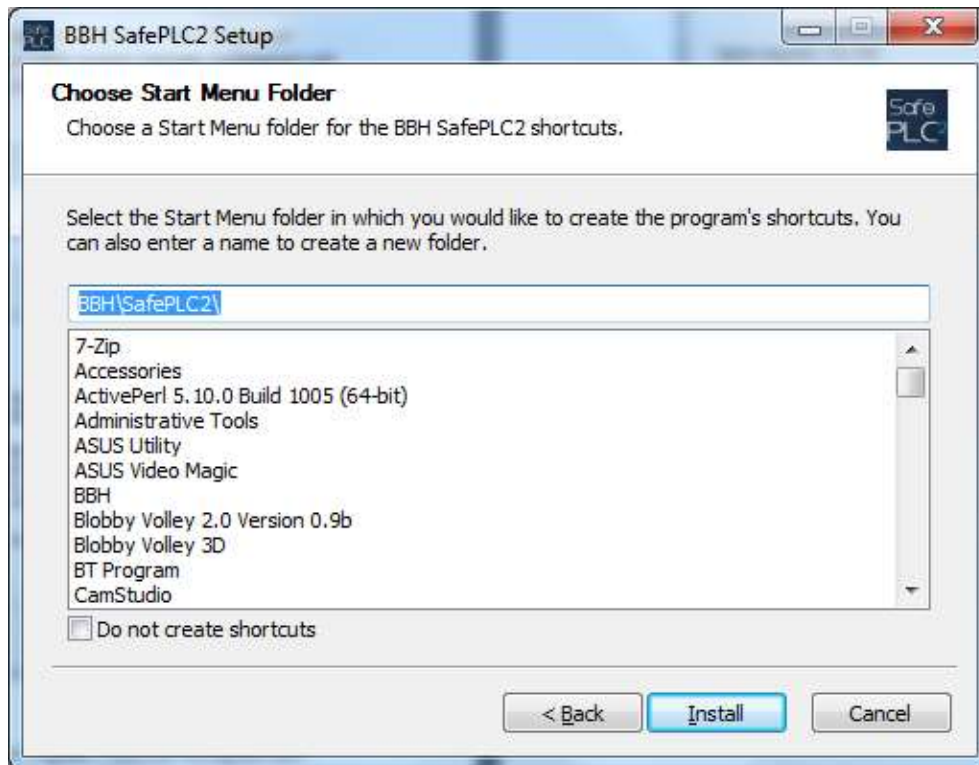 BBH SafePLC2 Setup
Choose Start Menu Folder
Choose a Start Menu folder for the BBH SafePLC2 shortcuts.
Safe
PLC
Select the Start Menu folder in which you would like to create the program's shortcuts. You
can also enter a name to create a new folder.
BBH\SafePLC2\
7-Zip
Accessories
ActivePerl 5.10.0 Build 1005 (64-bit)
Administrative Tools
ASUS Utility
ASUS Video Magic
BBH
Blobby Volley 2.0 Version 0.9b
Blobby Volley 3D
BT Program
CamStudio
Do not create shortcuts
< Back
Install
Cancel